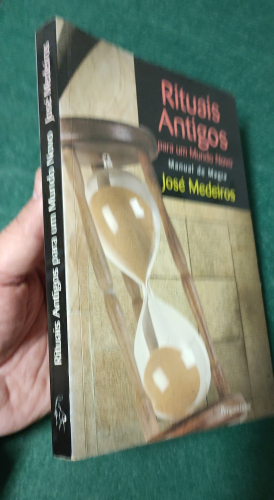 Rituais
Antigos
para um Mundo Novo
Manual de Magia
José Medeiros
Rituais Antigos para um Mundo Novo José Medeiros